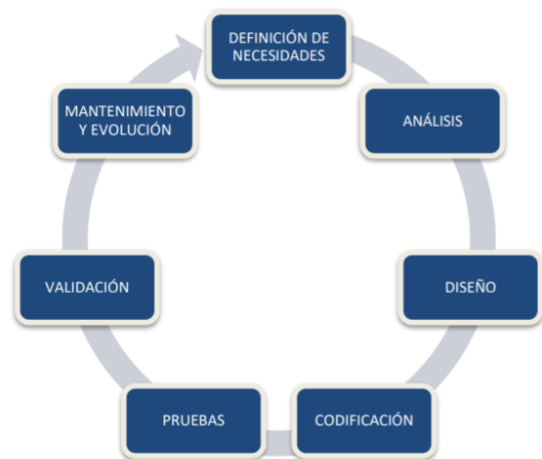 DEFINICIÓN DE
NECESIDADES
ANÁLISIS
DISEÑO
CODIFICACIÓN
PRUEBAS
VALIDACIÓN
MANTENIMIENTO
Y EVOLUCIÓN